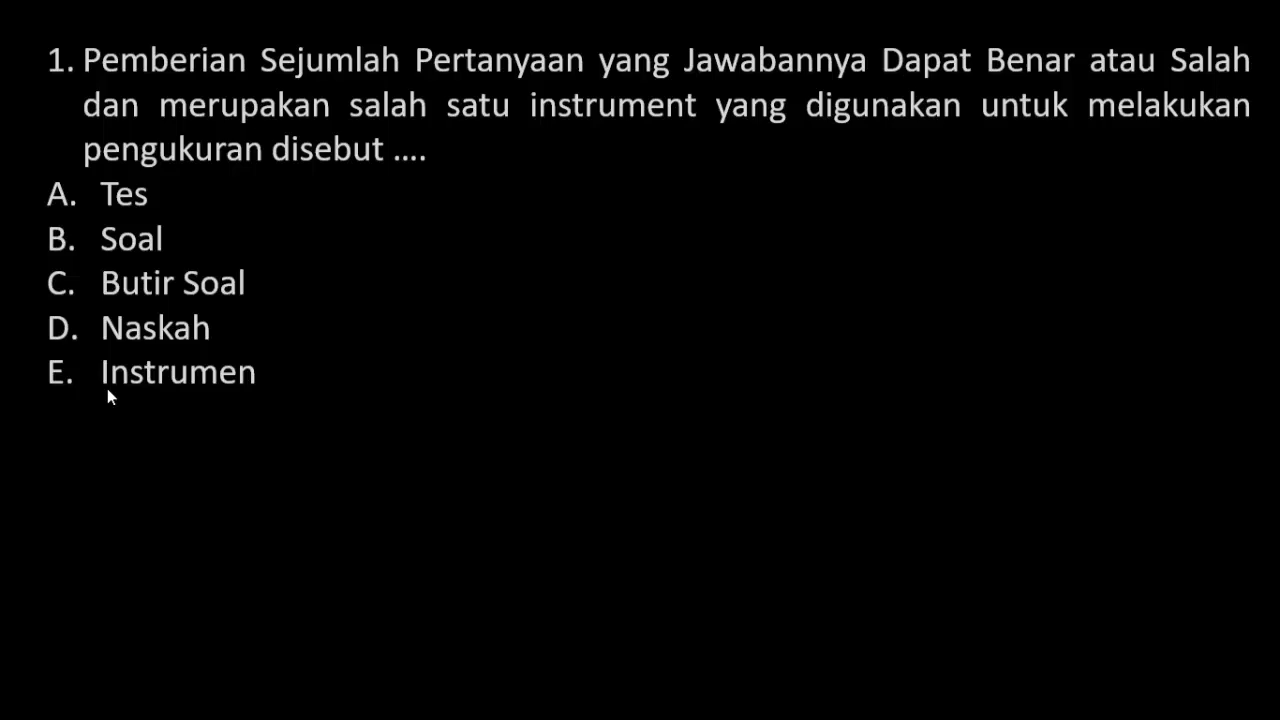 1. Pemberian Sejumlah Pertanyaan yang Jawabannya Dapat Benar atau Salah
dan merupakan salah satu instrument yang digunakan untuk melakukan
pengukuran disebut ....
A. Tes
B. Soal
C. Butir Soal
D. Naskah
E. Instrumen